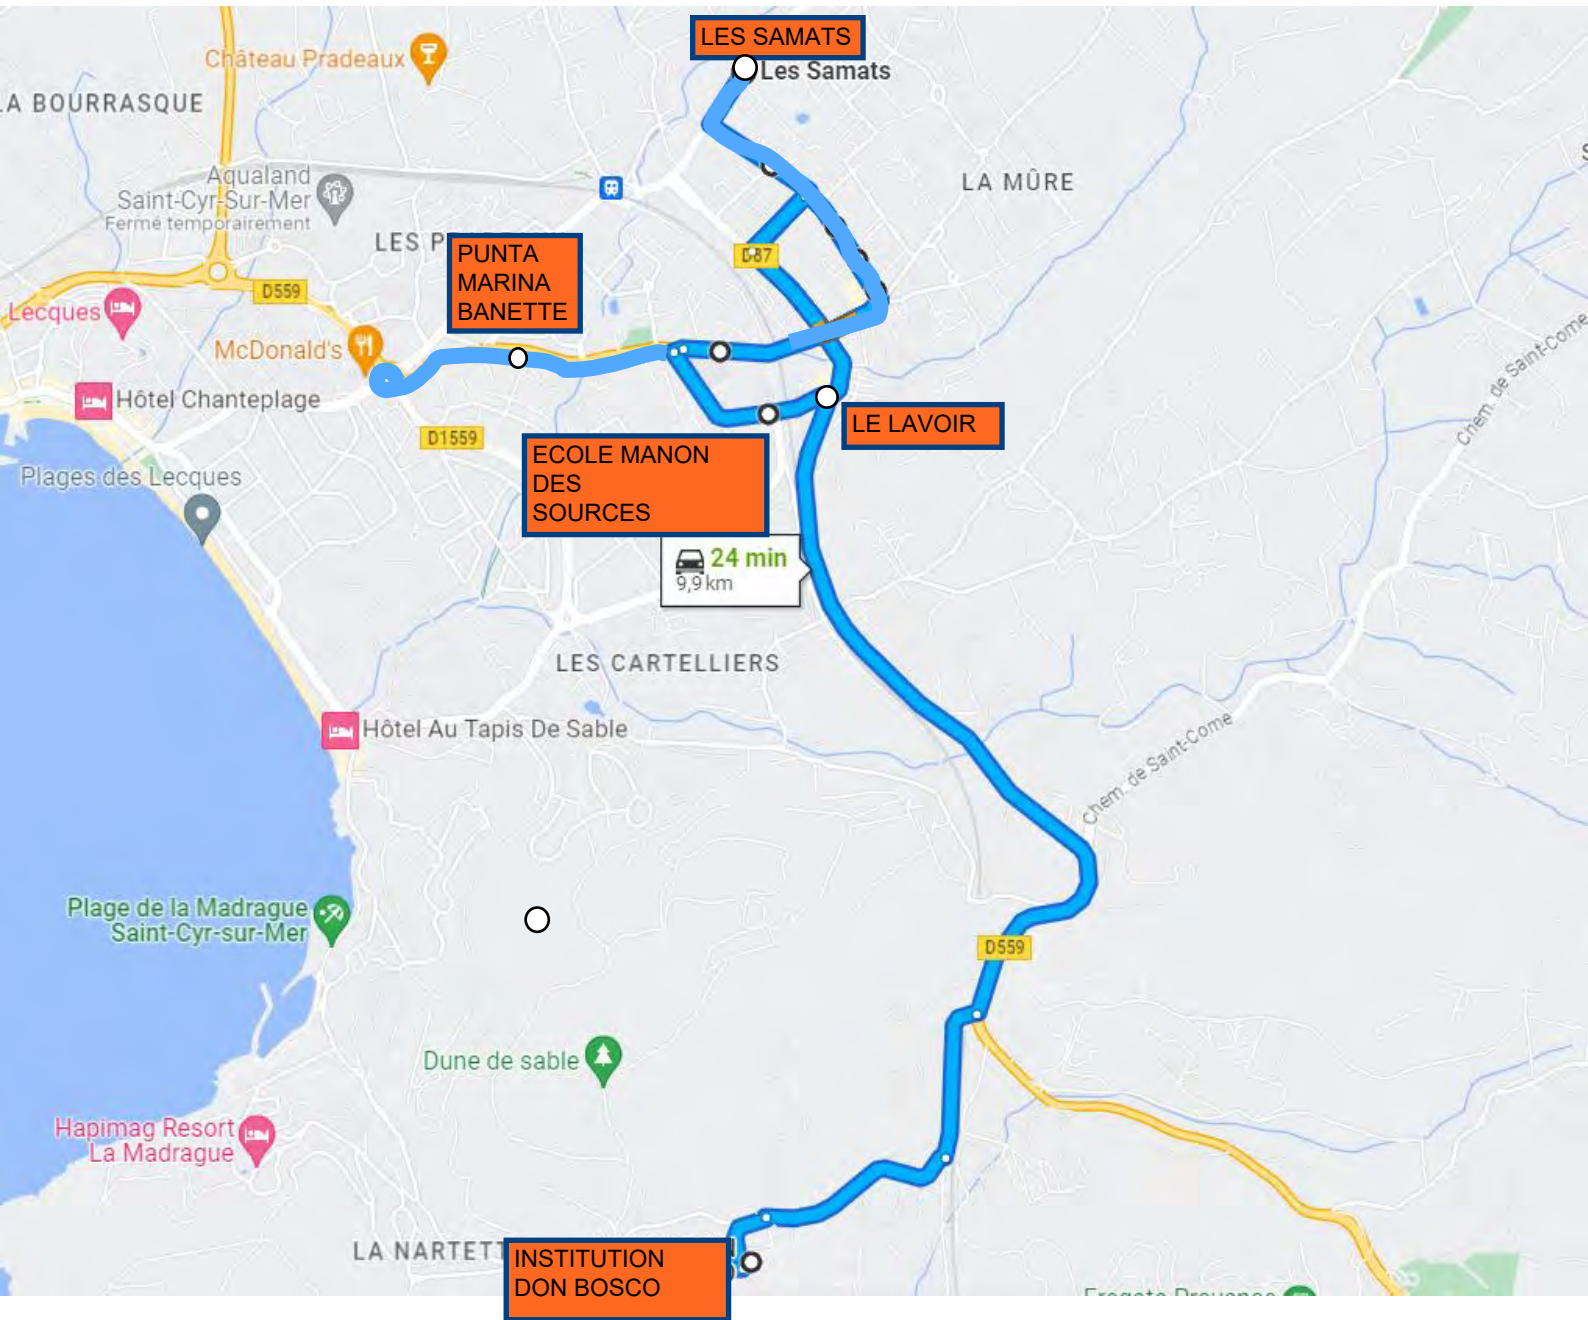 LES SAMATS
Les Samats
Château Pradeaux
LA BOURRASQUE
Aqualand
Saint-Cyr-Sur-Mer
Fermé temporairement
LA MÛRE
LES P
PUNTA
MARINA
BANETTE
D87
D559
Lecques
McDonald's
Hôtel Chanteplage
D1559
LE LAVOIR
ECOLE MANON
DES
SOURCES
Plages des Lecques
24 min
9,9 km
Chem. de Saint-Come
LES CARTELLIERS
Hôtel Au Tapis De Sable
Chem. de Saint-Come
Plage de la Madrague
Saint-Cyr-sur-Mer
D559
Dune de sable
Hapimag Resort
La Madrague
LA NARTETT
INSTITUTION
DON BOSCO